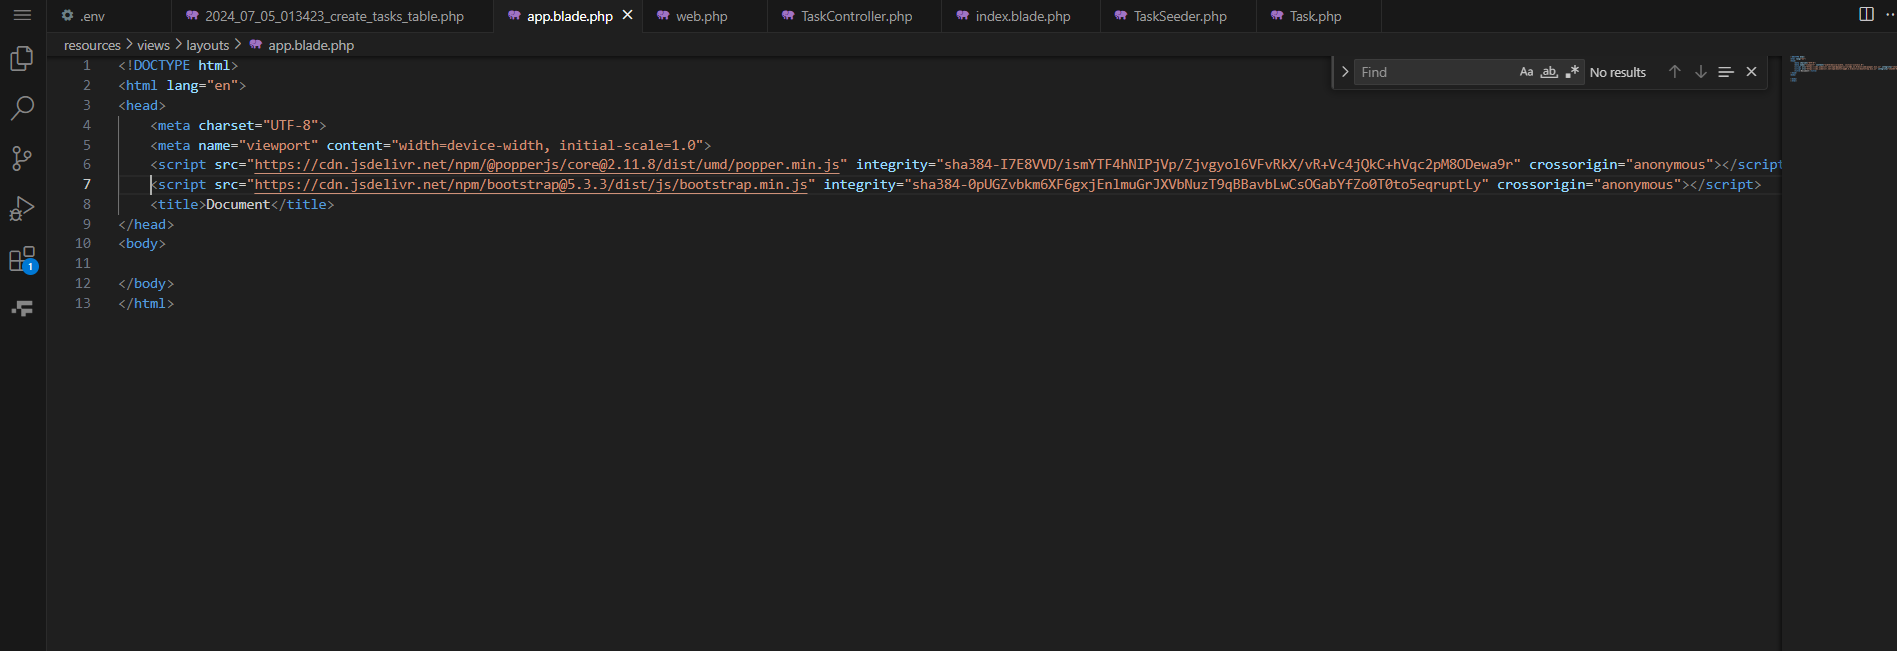 .env 2024_07_05_013423_create_tasks_table.php app.blade.php web.php TaskController.php index.blade.php TaskSeeder.php Task.php
resources > views > layouts > app.blade.php
Find Aa ab .* No results
1 <!DOCTYPE html>
2 <html lang="en">
3 <head>
4 <meta charset="UTF-8">
5 <meta name="viewport" content="width=device-width, initial-scale=1.0">
6 <script src="https://cdn.jsdelivr.net/npm/@popperjs/core@2.11.8/dist/umd/popper.min.js" integrity="sha384-I7E8VVD/ismYTF4hNIPjVp/Zjvgyol6VFvRkX/vR+Vc4jQkC+hVqc2pM8ODewa9r" crossorigin="anonymous"></script
7 <script src="https://cdn.jsdelivr.net/npm/bootstrap@5.3.3/dist/js/bootstrap.min.js" integrity="sha384-0pUGZvbkm6XF6gxjEnlmuGrJXVbNuzT9qBBavbLwCsOGabYfZo0T0to5eqruptLy" crossorigin="anonymous"></script>
8 <title>Document</title>
9 </head>
10 <body>
11
12 </body>
13 </html>
1